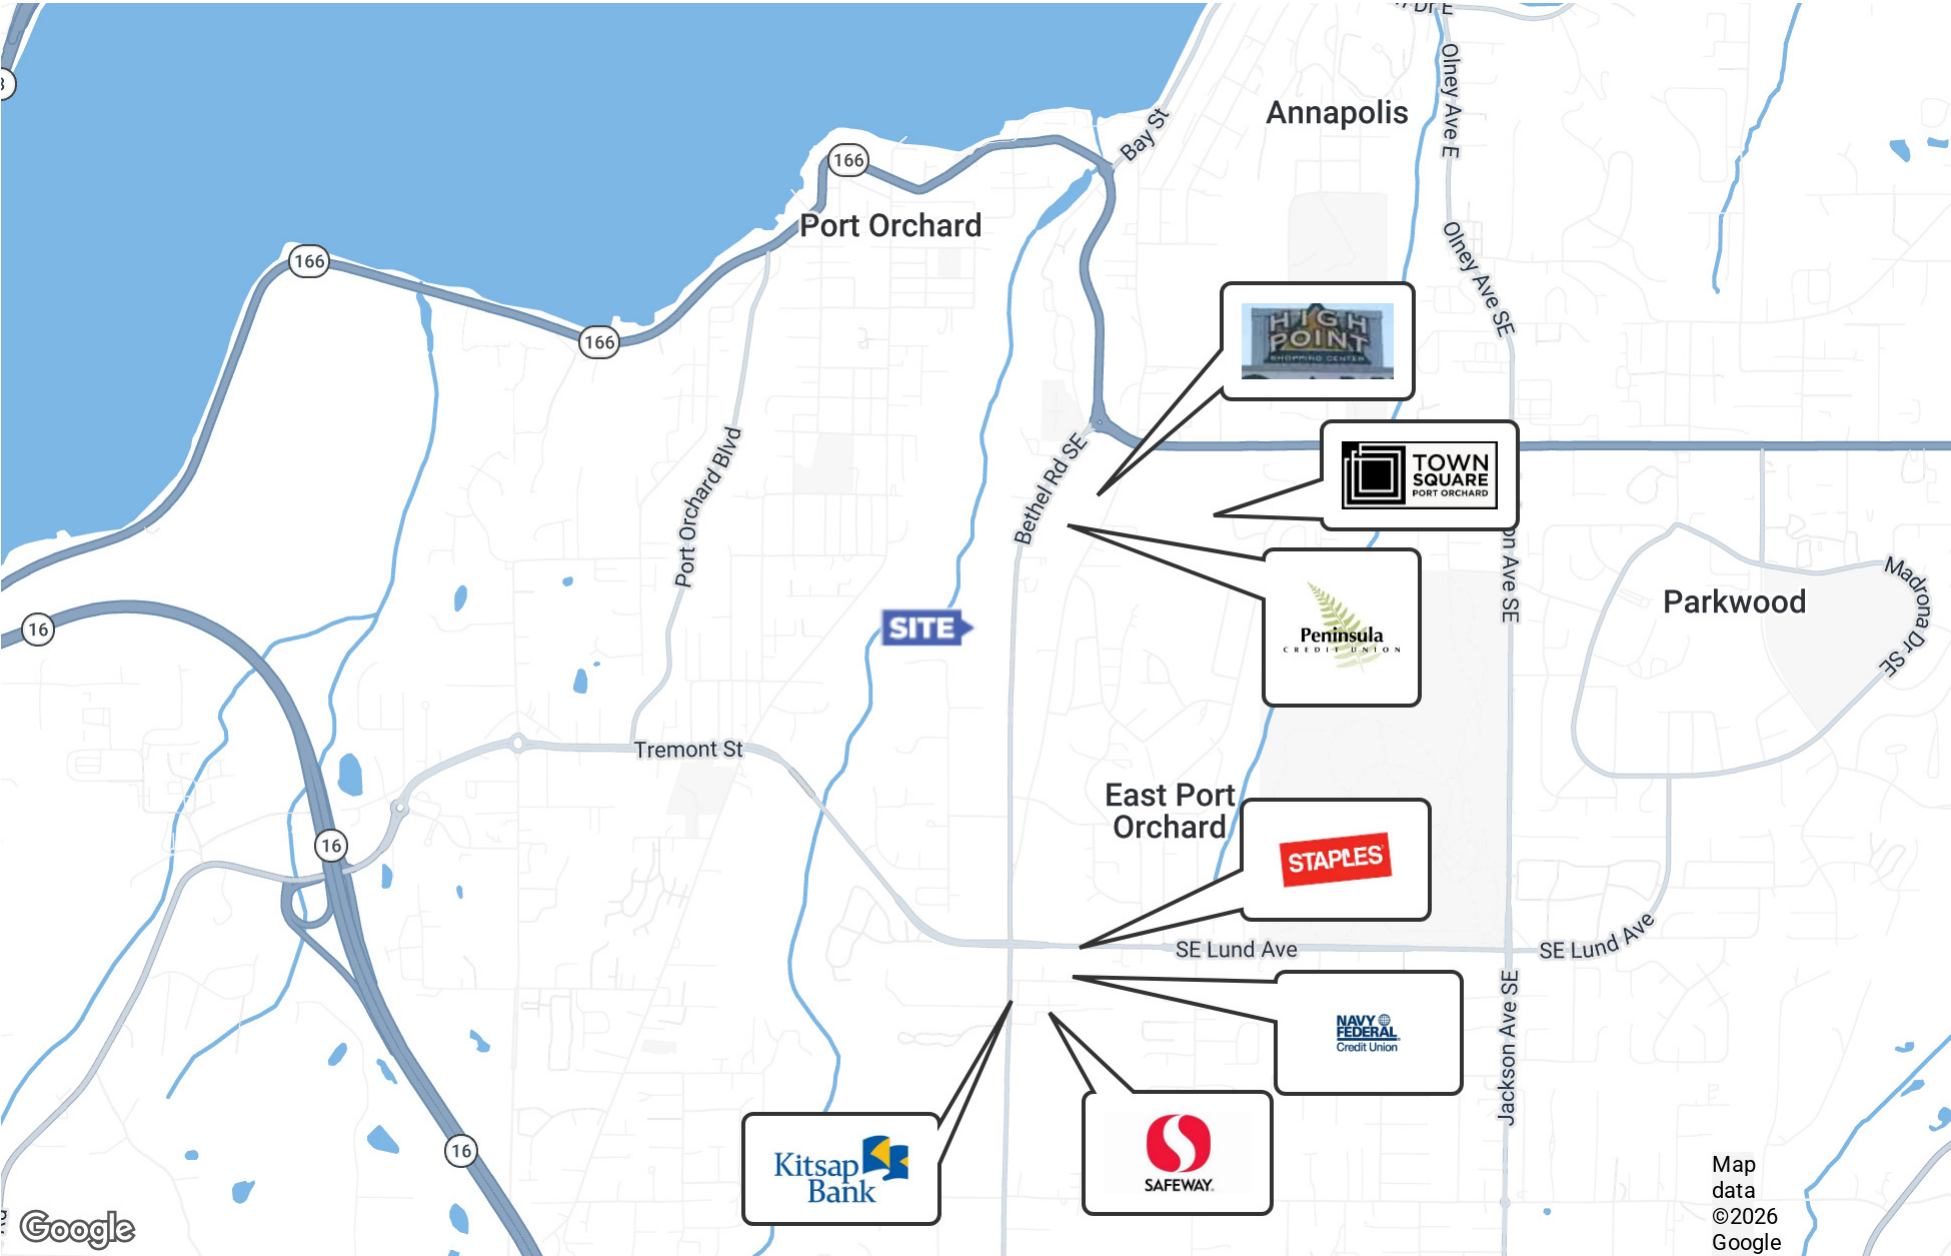 Olney Ave E
Annapolis
Bay St
166
Port Orchard
166
166
Olney Ave SE
HIGH
POINT
SHOPPING CENTER
TOWN
SQUARE
PORT ORCHARD
Bethel Rd SE
Port Orchard Blvd
Ave SE
Parkwood
Madrona Dr SE
Peninsula
CREDIT UNION
SITE
16
Tremont St
East Port
Orchard
STAPLES
16
SE Lund Ave
SE Lund Ave
NAVY
FEDERAL
Credit Union
Jackson Ave SE
Kitsap
Bank
SAFEWAY
16
Map
data
©2026
Google
Google